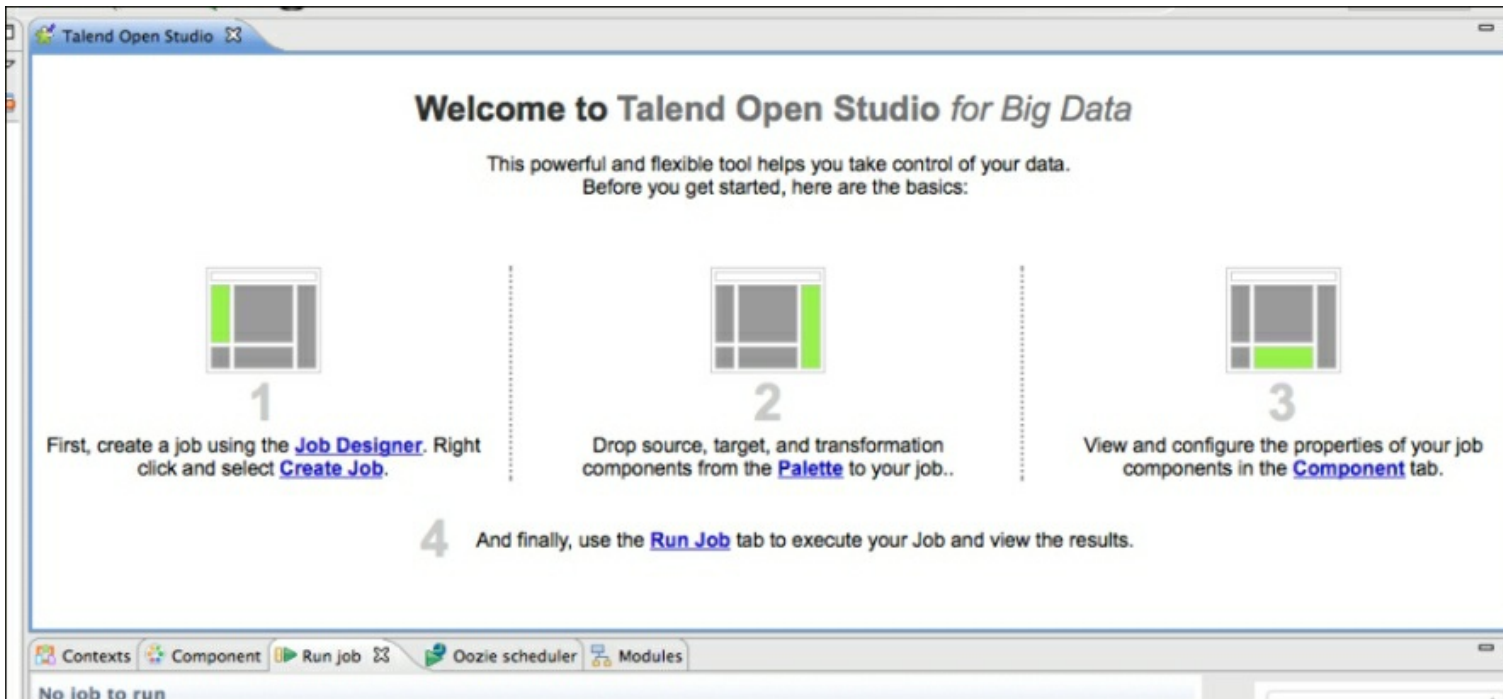 Talend Open Studio
Welcome to Talend Open Studio for Big Data
This powerful and flexible tool helps you take control of your data.
Before you get started, here are the basics:
1
First, create a job using the Job Designer. Right
click and select Create Job.
2
Drop source, target, and transformation
components from the Palette to your job..
3
View and configure the properties of your job
components in the Component tab.
4 And finally, use the Run Job tab to execute your Job and view the results.
Contexts Component Run job Oozie scheduler Modules
No job to run